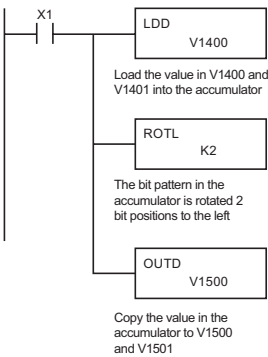 X1
LDD
V1400
Load the value in V1400 and
V1401 into the accumulator
ROTL
K2
The bit pattern in the
accumulator is rotated 2
bit positions to the left
OUTD
V1500
Copy the value in the
accumulator to V1500
and V1501